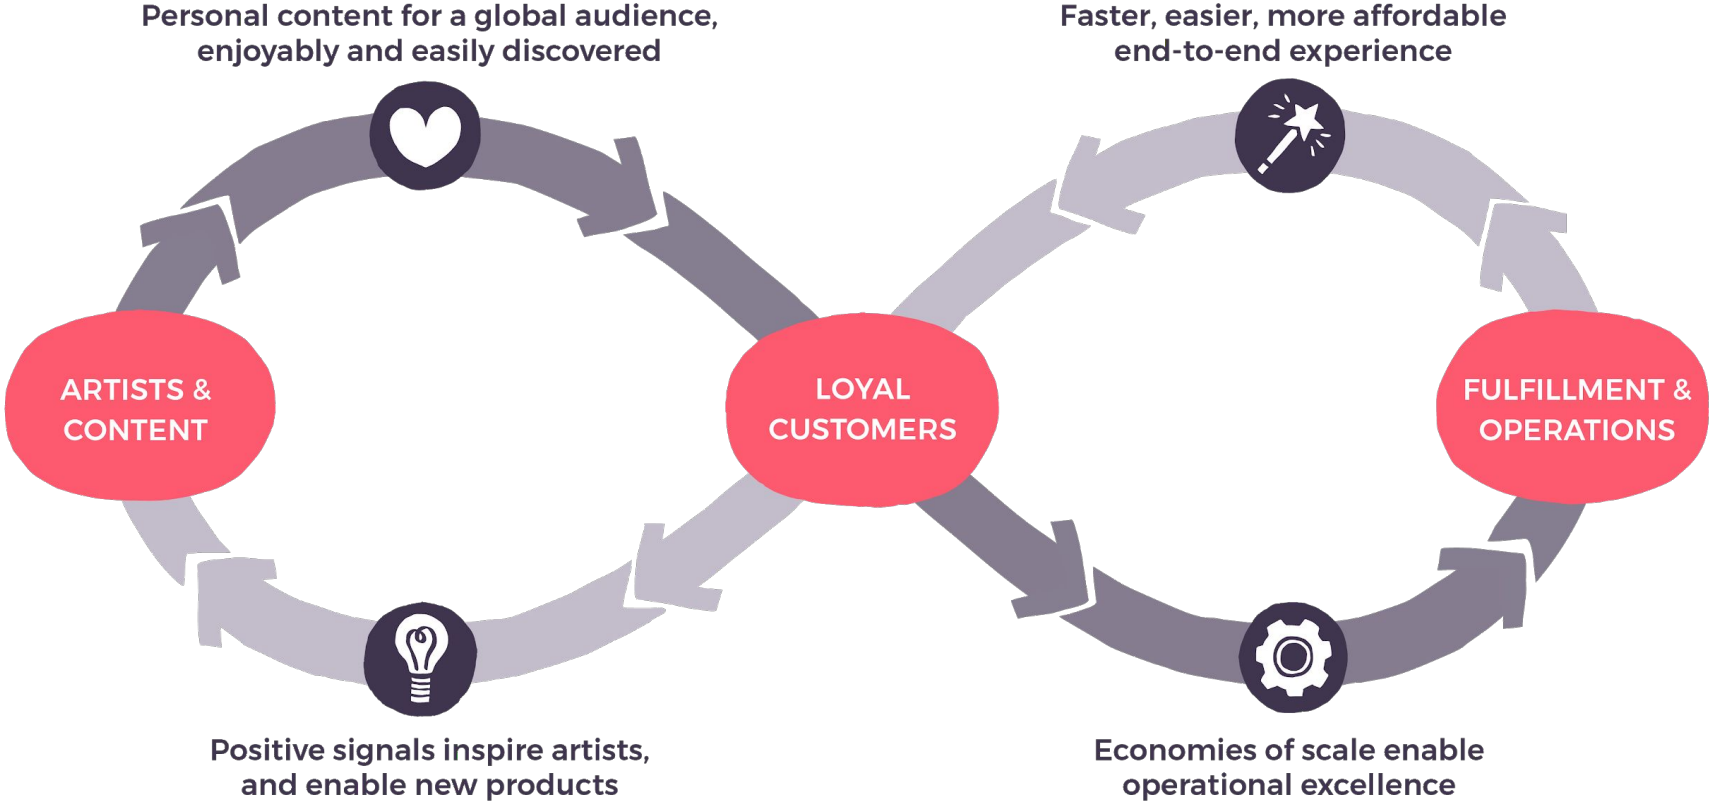 Personal content for a global audience,
enjoyably and easily discovered
Faster, easier, more affordable
end-to-end experience
ARTISTS &
CONTENT
LOYAL
CUSTOMERS
FULFILLMENT &
OPERATIONS
Positive signals inspire artists,
and enable new products
Economies of scale enable
operational excellence